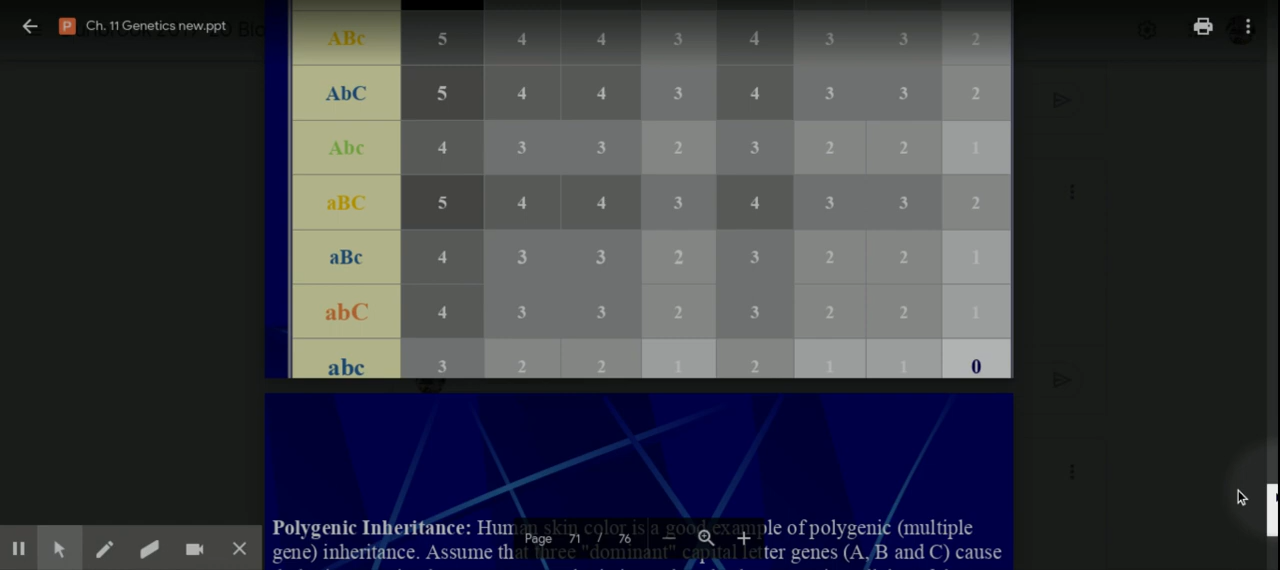 Ch. 11 Genetics new.ppt
ABc 5 4 4 3 4 3 3 2
AbC 5 4 4 3 4 3 3 2
Abc 4 3 3 2 3 2 2 1
aBC 5 4 4 3 4 3 3 2
aBc 4 3 3 2 3 2 2 1
abC 4 3 3 2 3 2 2 1
abc 3 2 2 1 2 1 1 0
Polygenic Inheritance: Human skin color is a good example of polygenic (multiple
gene) inheritance. Assume that three "dominant" capital letter genes (A, B and C) cause
Page 71 / 76